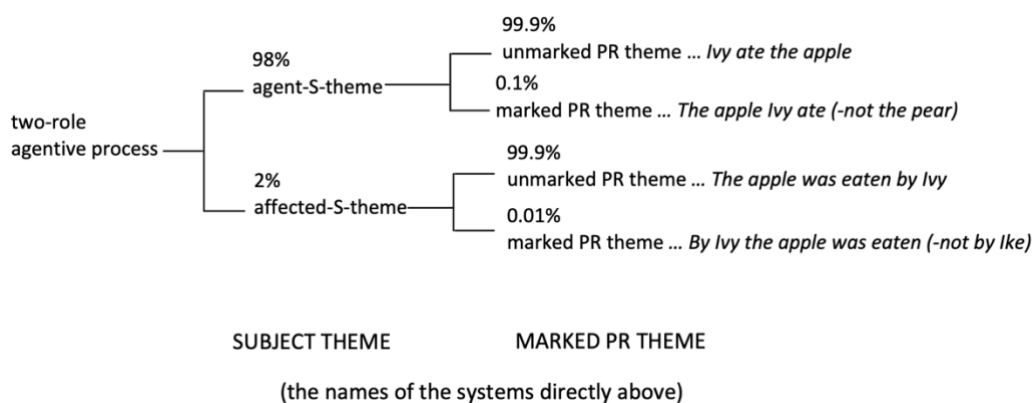 99.9%
unmarked PR theme ... Ivy ate the apple
98%
agent-S-theme
0.1%
marked PR theme ... The apple Ivy ate (-not the pear)
two-role
agentive process
99.9%
unmarked PR theme ... The apple was eaten by Ivy
2%
affected-S-theme
0.01%
marked PR theme ... By Ivy the apple was eaten (-not by Ike)
SUBJECT THEME
MARKED PR THEME
(the names of the systems directly above)